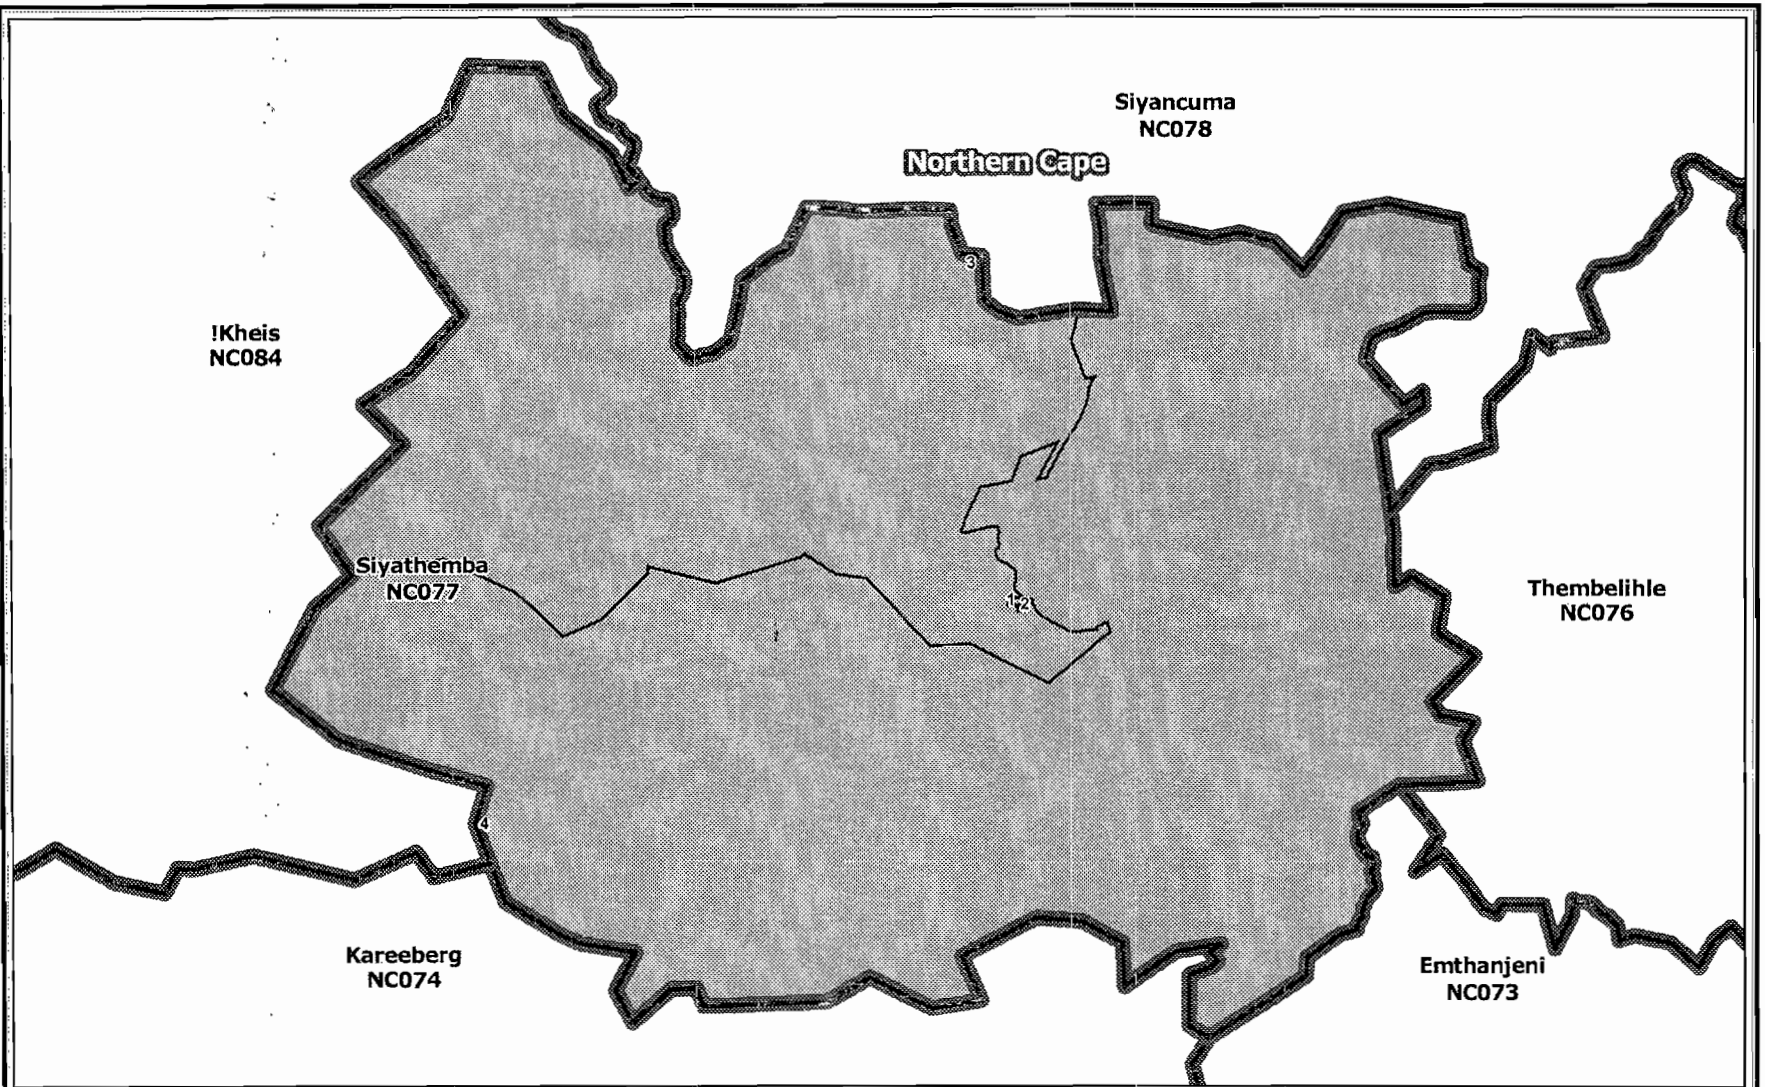 Siyancuma
NC078
Northern Cape
3
!Kheis
NC084
Siyathemba
NC077
1
2
Thembelihle
NC076
4
Kareeberg
NC074
Emthanjeni
NC073